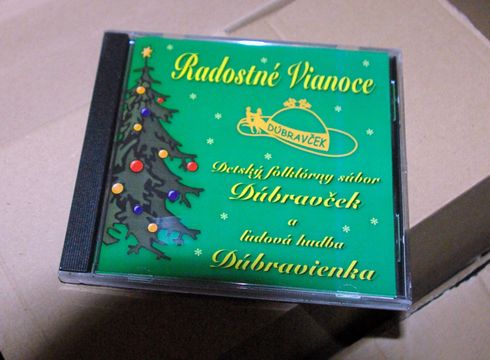 Radostné Vianoce
DÚBRAVČEK
Detský folklórny súbor
Dúbravček
a
ľudová hudba
Dúbravienka